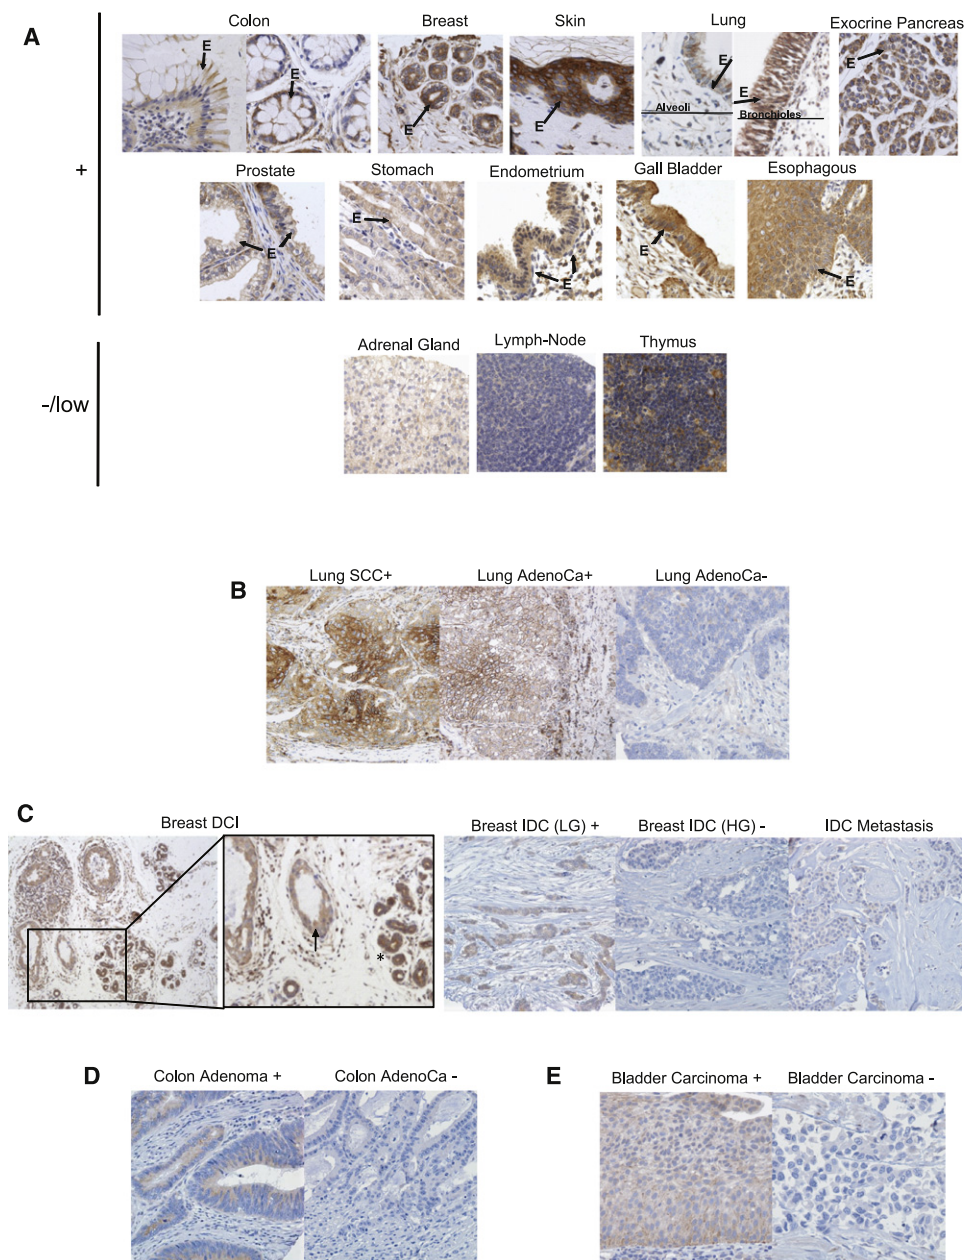 A
Colon
Breast
Skin
Lung
Exocrine Pancreas
E
E
E
E
E
E
E
Alveoli
Bronchioles
+
Prostate
Stomach
Endometrium
Gall Bladder
Esophagous
E
E
E
E
E
-/low
Adrenal Gland
Lymph-Node
Thymus
B
Lung SCC+
Lung AdenoCa+
Lung AdenoCa-
C
Breast DCI
Breast IDC (LG) +
Breast IDC (HG) -
IDC Metastasis
*
D
Colon Adenoma +
Colon AdenoCa -
E
Bladder Carcinoma +
Bladder Carcinoma -